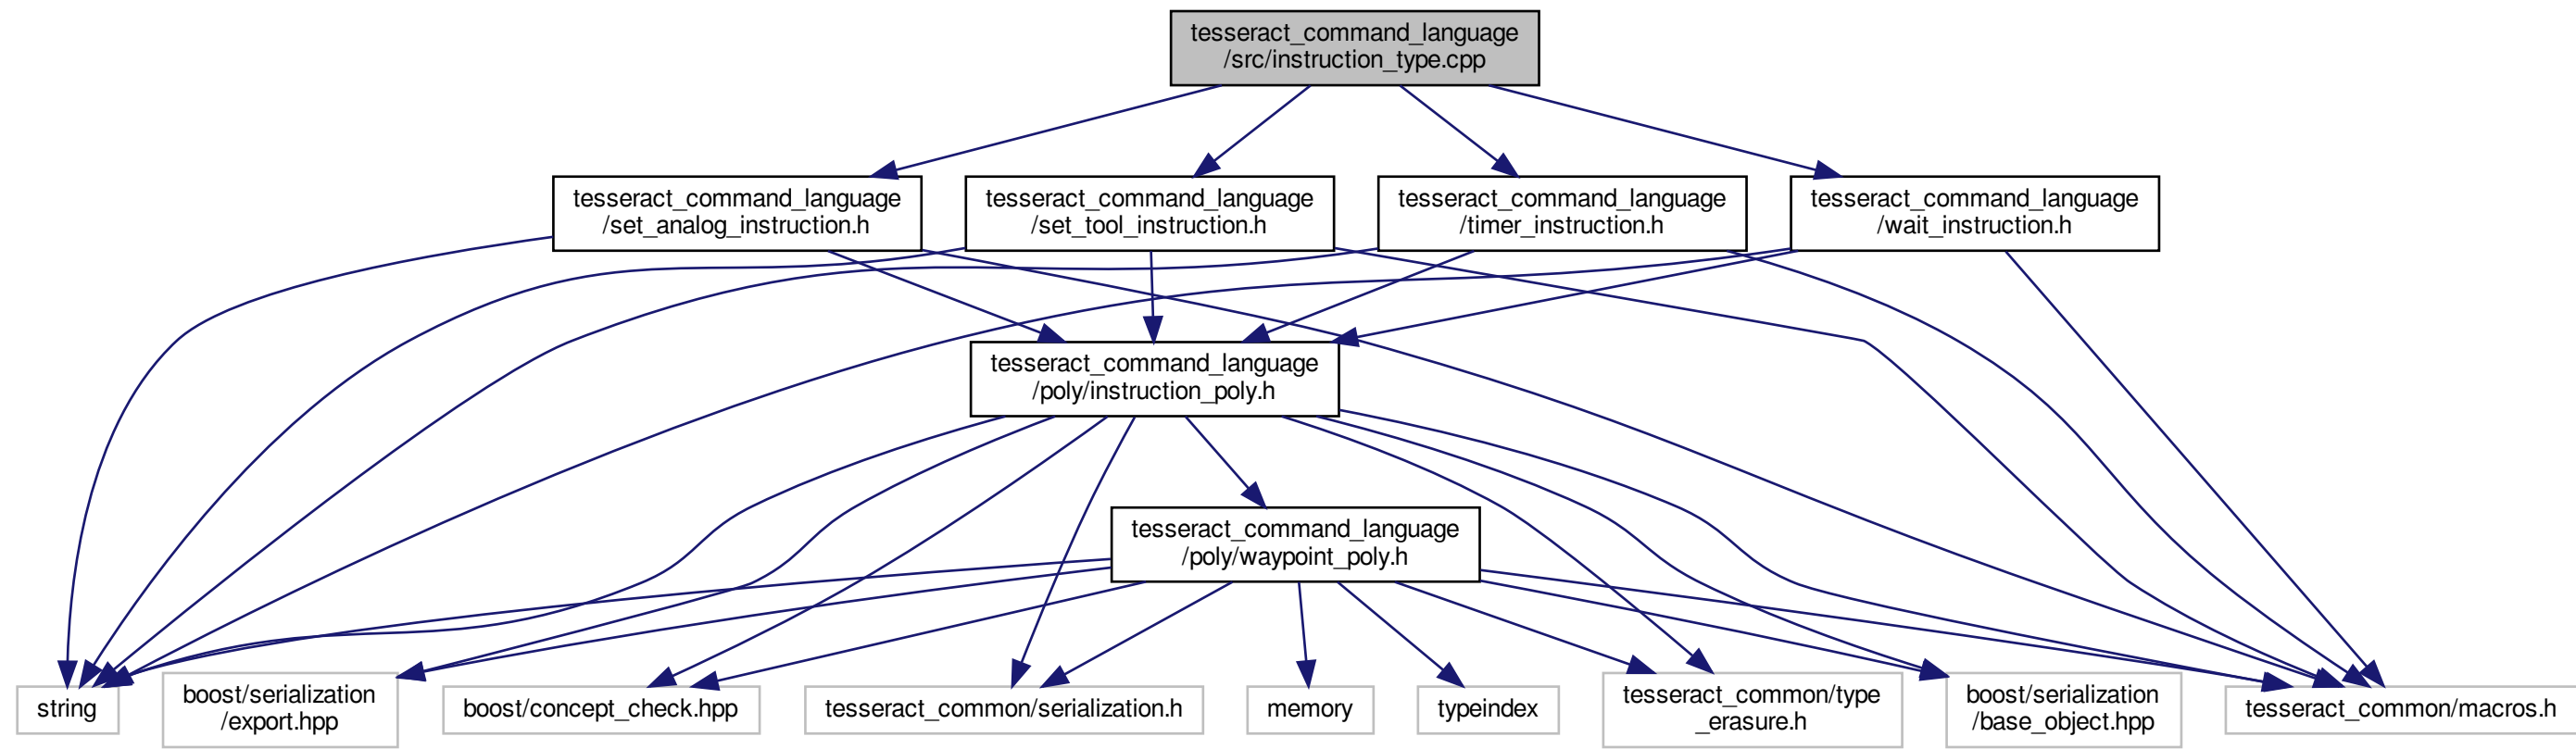 tesseract_command_language
/src/instruction_type.cpp
tesseract_command_language
/set_analog_instruction.h
tesseract_command_language
/set_tool_instruction.h
tesseract_command_language
/timer_instruction.h
tesseract_command_language
/wait_instruction.h
tesseract_command_language
/poly/instruction_poly.h
tesseract_command_language
/poly/waypoint_poly.h
string
boost/serialization
/export.hpp
boost/concept_check.hpp
tesseract_common/serialization.h
memory
typeindex
tesseract_common/type
_erasure.h
boost/serialization
/base_object.hpp
tesseract_common/macros.h